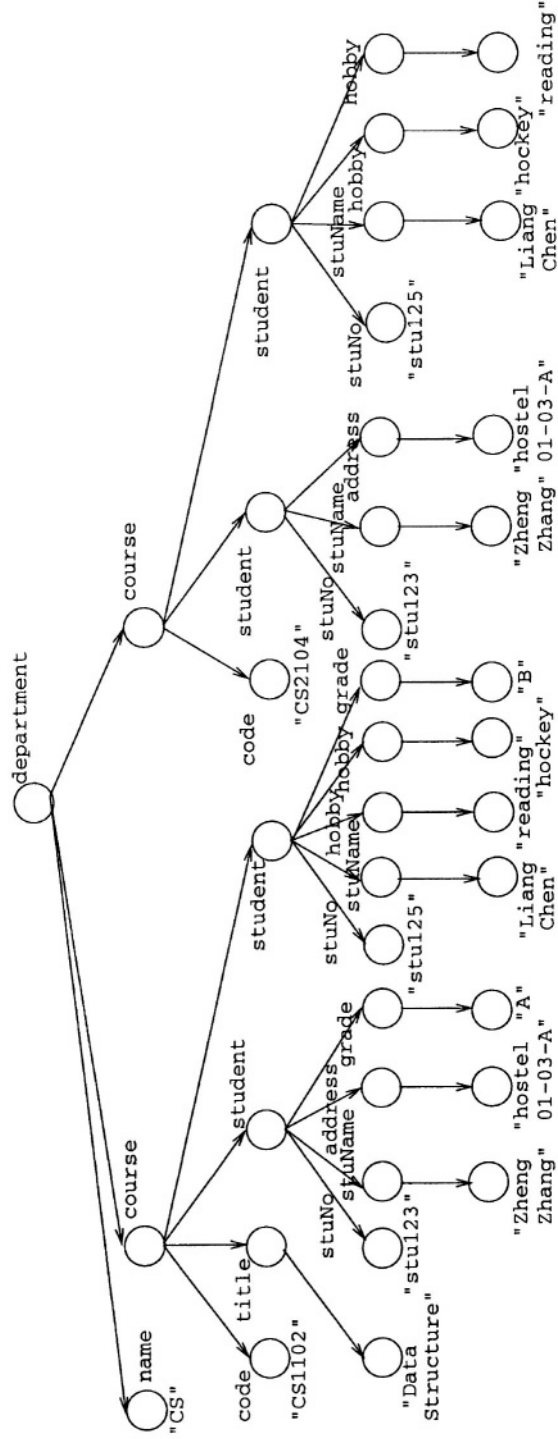 department
name
"CS"
course
course
code
"CS1102"
title
student
student
code
"CS2104"
student
student
"Data
Structure"
stuNo
"stu123"
stuName
address
grade
stuNo
"stu125"
stuName
hobby
hobby
grade
stuNo
"stu123"
stuName
address
stuNo
"stu125"
stuName
hobby
hobby
"Zheng
Zhang"
"hostel
01-03-A"
"A"
"Liang
Chen"
"reading"
"hockey"
"B"
"Zheng
Zhang"
"hostel
01-03-A"
"Liang
Chen"
"hockey"
"reading"